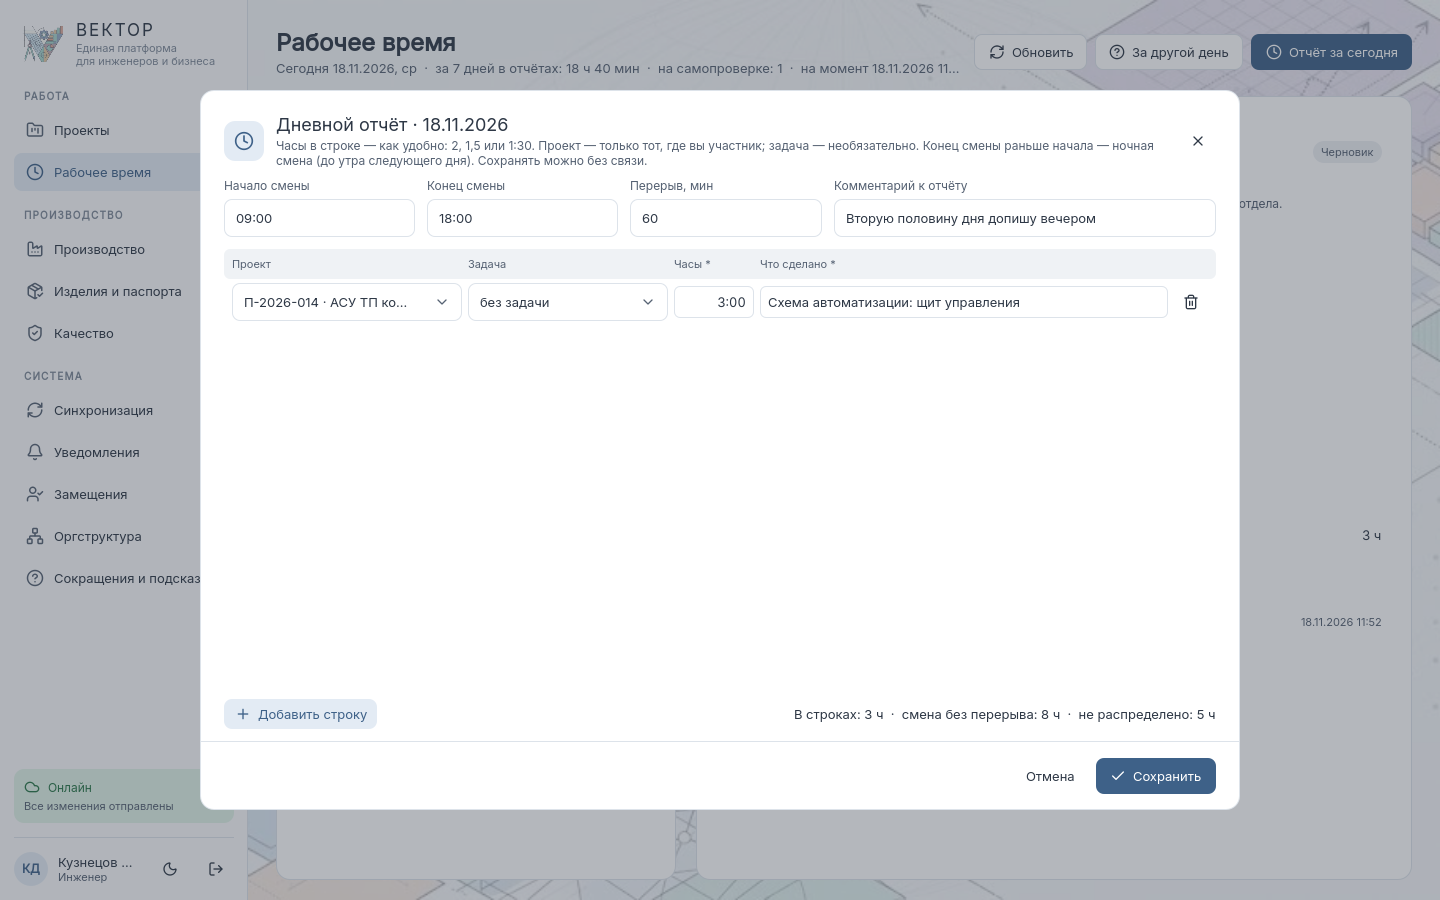 ВЕКТОР
Единая платформа
для инженеров и бизнеса
РАБОТА
Проекты
Рабочее время
ПРОИЗВОДСТВО
Производство
Изделия и паспорта
Качество
СИСТЕМА
Синхронизация
Уведомления
Замещения
Оргструктура
Сокращения и подсказ
Онлайн
Все изменения отправлены
КД
Кузнецов ...
Инженер
Рабочее время
Сегодня 18.11.2026, ср · за 7 дней в отчётах: 18 ч 40 мин · на самопроверке: 1 · на момент 18.11.2026 11...
Обновить
За другой день
Отчёт за сегодня
Черновик
отдела.
3 ч
18.11.2026 11:52
Дневной отчёт · 18.11.2026
Часы в строке — как удобно: 2, 1,5 или 1:30. Проект — только тот, где вы участник; задача — необязательно. Конец смены раньше начала — ночная
смена (до утра следующего дня). Сохранять можно без связи.
Начало смены
Конец смены
Перерыв, мин
Комментарий к отчёту
09:00
18:00
60
Вторую половину дня допишу вечером
Проект
Задача
Часы *
Что сделано *
П-2026-014 · АСУ ТП ко...
без задачи
3:00
Схема автоматизации: щит управления
Добавить строку
В строках: 3 ч · смена без перерыва: 8 ч · не распределено: 5 ч
Отмена
Сохранить